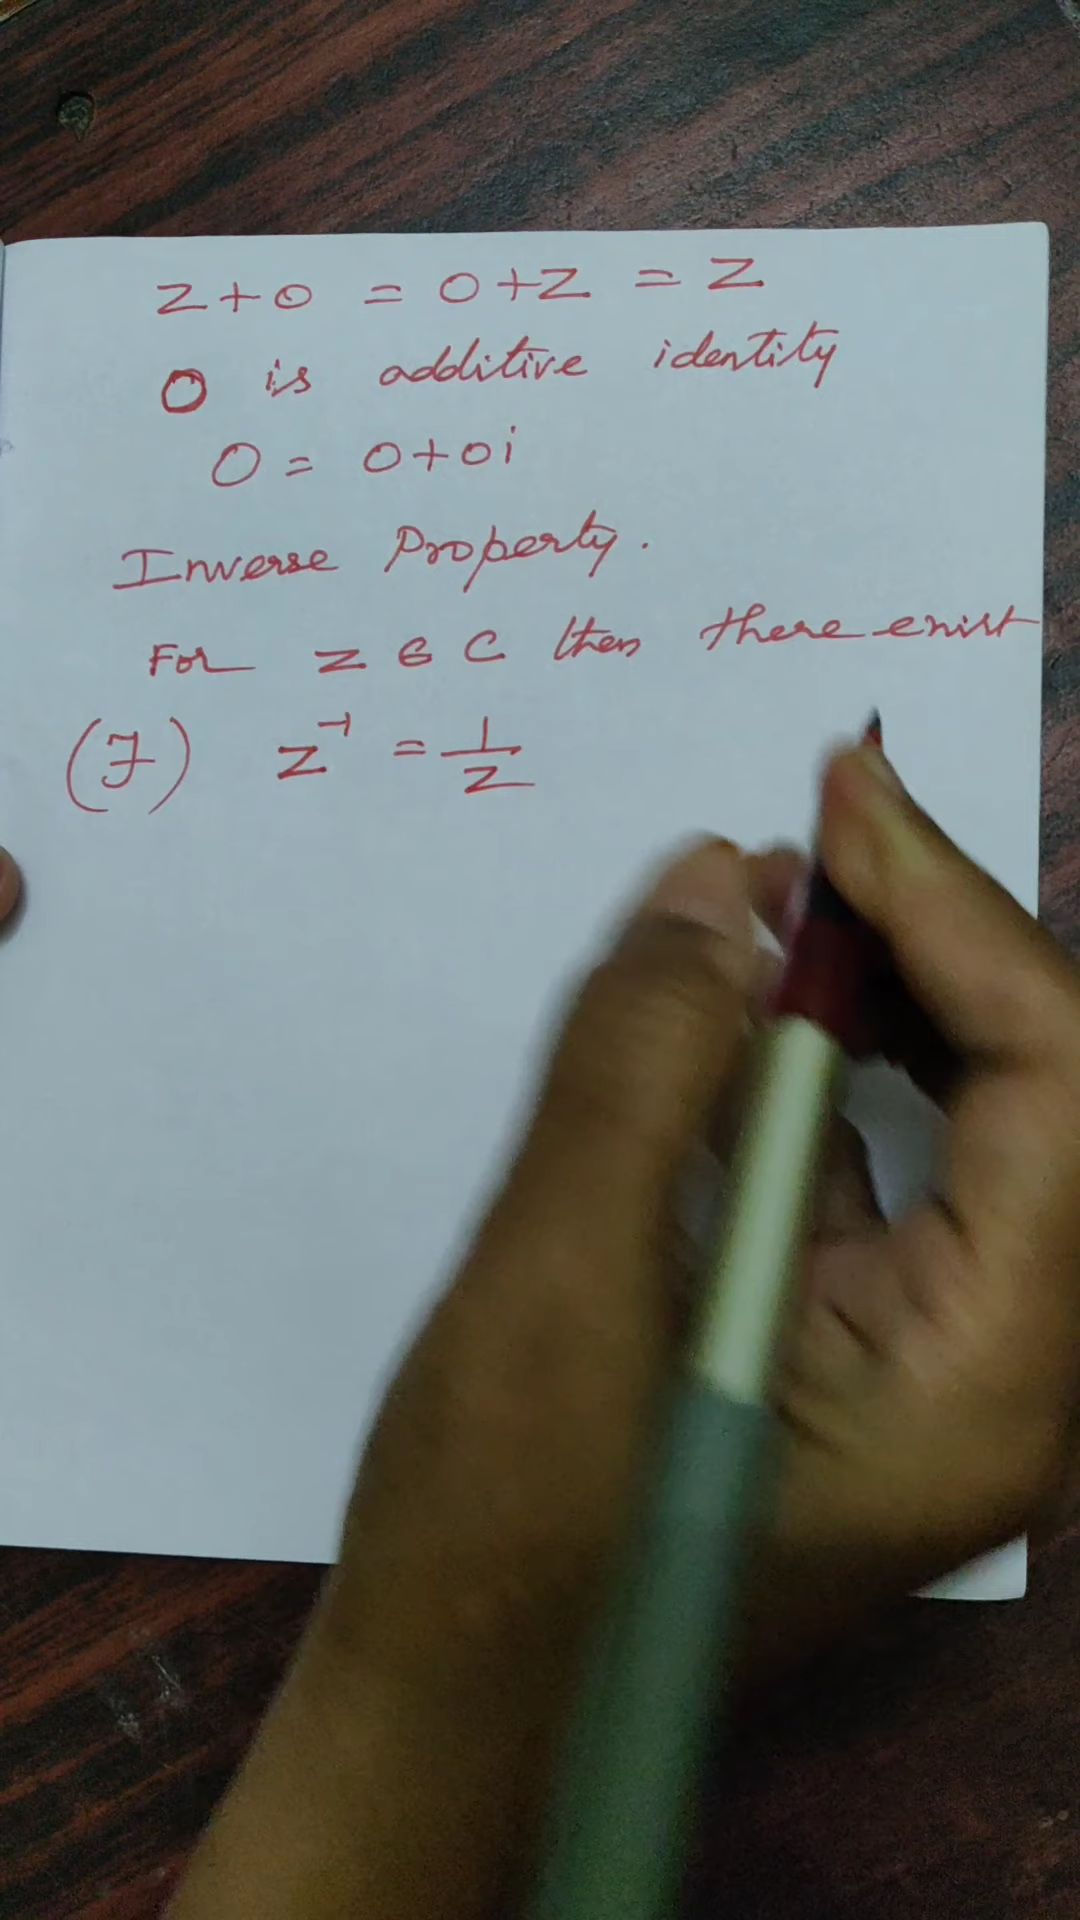 z+0 = 0+z = z
0 is additive identity
0 = 0+0i
Inverse Property.
For z ∈ C then there exist
(∃) z⁻¹ = 1/z